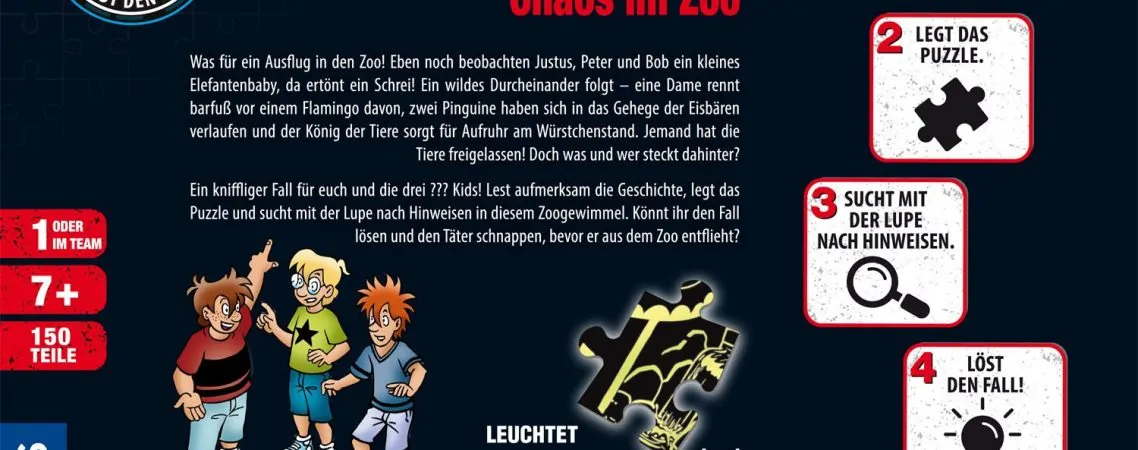 Chaos im Zoo
Was für ein Ausflug in den Zoo! Eben noch beobachten Justus, Peter und Bob ein kleines
Elefantenbaby, da ertönt ein Schrei! Ein wildes Durcheinander folgt – eine Dame rennt
barfuß vor einem Flamingo davon, zwei Pinguine haben sich in das Gehege der Eisbären
verlaufen und der König der Tiere sorgt für Aufruhr am Würstchenstand. Jemand hat die
Tiere freigelassen! Doch was und wer steckt dahinter?
Ein kniffliger Fall für euch und die drei ??? Kids! Lest aufmerksam die Geschichte, legt das
Puzzle und sucht mit der Lupe nach Hinweisen in diesem Zoogewimmel. Könnt ihr den Fall
lösen und den Täter schnappen, bevor er aus dem Zoo entflieht?
1 ODER
IM TEAM
7+
150
TEILE
LEUCHTET
2 LEGT DAS
PUZZLE.
3 SUCHT MIT
DER LUPE
NACH HINWEISEN.
4 LÖST
DEN FALL!